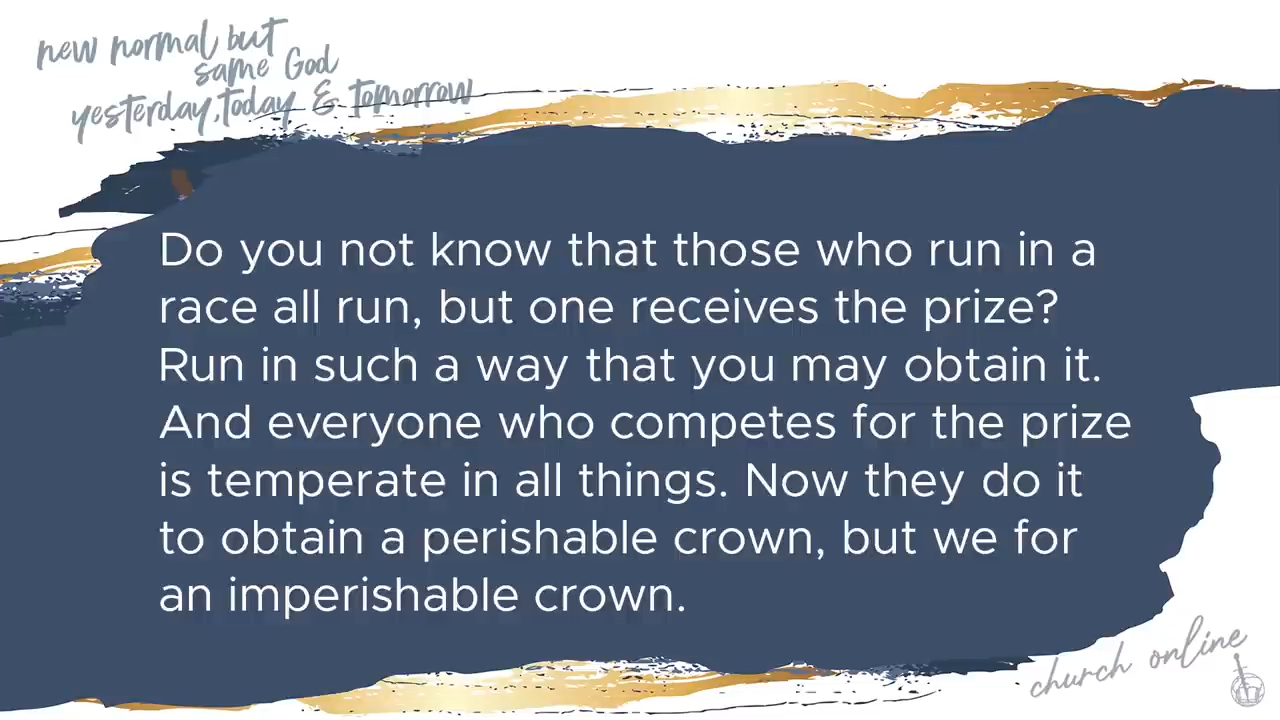 new normal but
same God
yesterday, today & tomorrow
Do you not know that those who run in a
race all run, but one receives the prize?
Run in such a way that you may obtain it.
And everyone who competes for the prize
is temperate in all things. Now they do it
to obtain a perishable crown, but we for
an imperishable crown.
church online